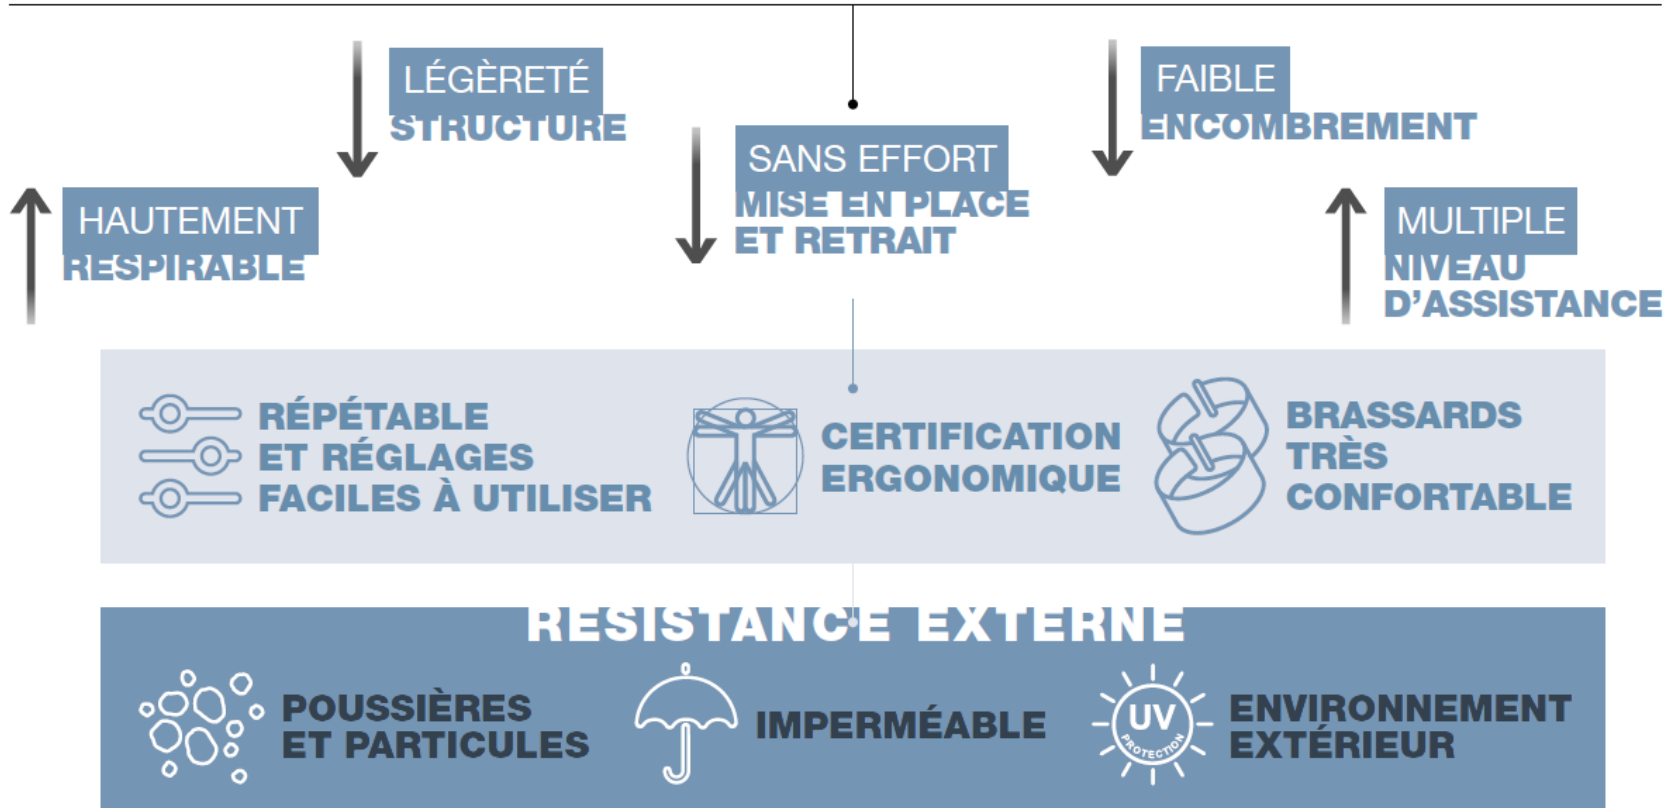 LÉGÈRETÉ
STRUCTURE
FAIBLE
ENCOMBREMENT
SANS EFFORT
MISE EN PLACE
ET RETRAIT
HAUTEMENT
RESPIRABLE
MULTIPLE
NIVEAU
D’ASSISTANCE
RÉPÉTABLE
ET RÉGLAGES
FACILES À UTILISER
CERTIFICATION
ERGONOMIQUE
BRASSARDS
TRÈS
CONFORTABLE
RESISTANCE EXTERNE
POUSSIÈRES
ET PARTICULES
IMPERMÉABLE
UV
PROTECTION
ENVIRONNEMENT
EXTÉRIEUR